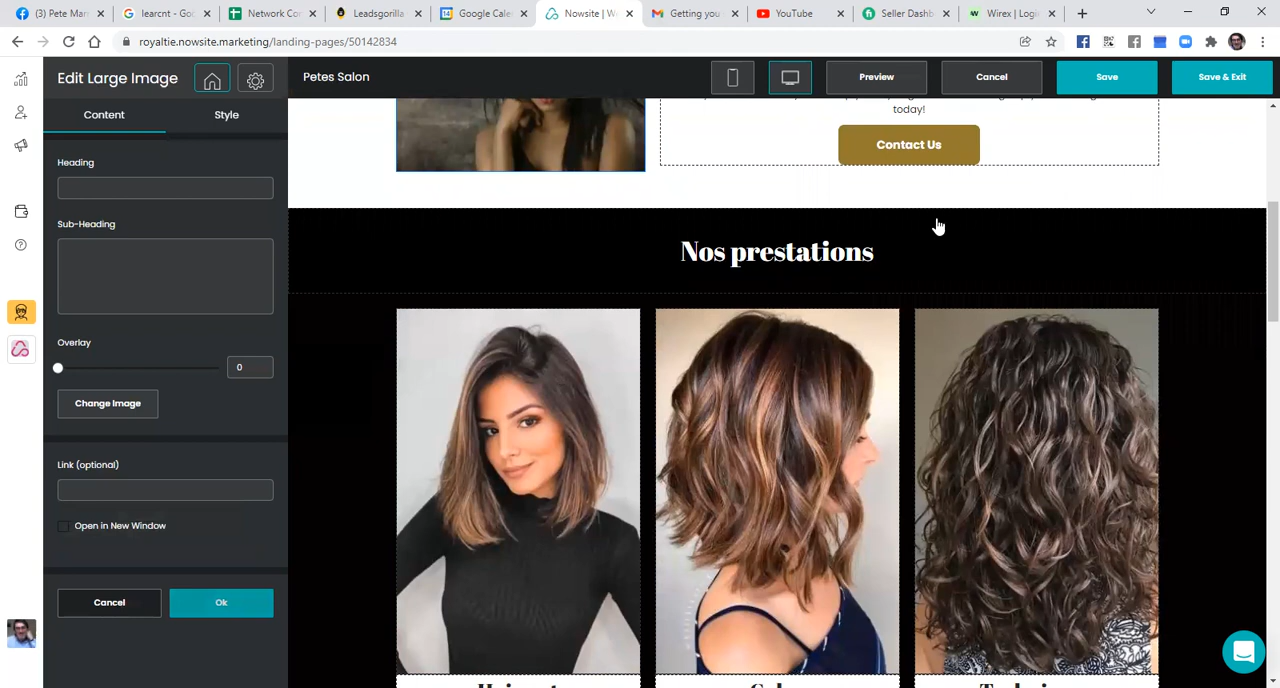 (3) Pete Mann
learcnt - Go
Network Co
Leadsgorilla
Google Cale
Nowsite | W
Getting you
YouTube
Seller Dashb
Wirex | Logi
royaltie.nowsite.marketing/landing-pages/50142834
Edit Large Image
Petes Salon
Preview
Cancel
Save
Save & Exit
Content
Style
today!
Contact Us
Heading
Sub-Heading
Nos prestations
Overlay
0
Change Image
Link (optional)
Open in New Window
Cancel
Ok